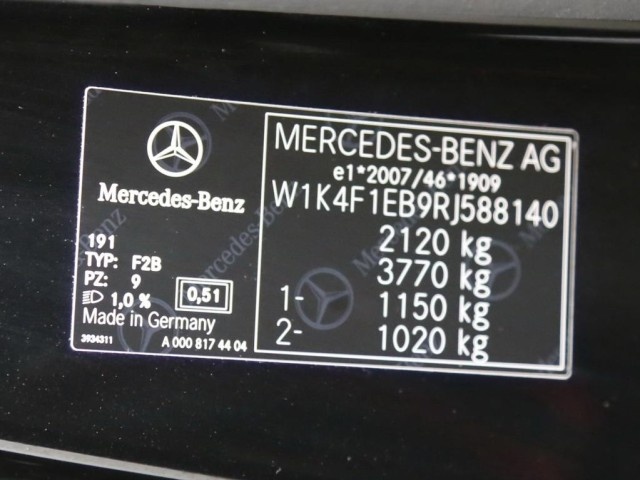 Mercedes-Benz
191
TYP: F2B
PZ: 9
1,0 % 0,51
Made in Germany
3934311 A 000 817 44 04
MERCEDES-BENZ AG
e1*2007/46*1909
W1K4F1EB9RJ588140
2120 kg
3770 kg
1- 1150 kg
2- 1020 kg